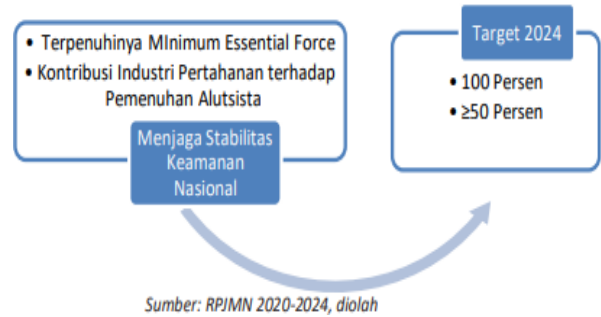 • Terpenuhinya MInimum Essential Force
• Kontribusi Industri Pertahanan terhadap
Pemenuhan Alutsista
Menjaga Stabilitas
Keamanan
Nasional
Target 2024
• 100 Persen
• ≥50 Persen
Sumber: RPJMN 2020-2024, diolah